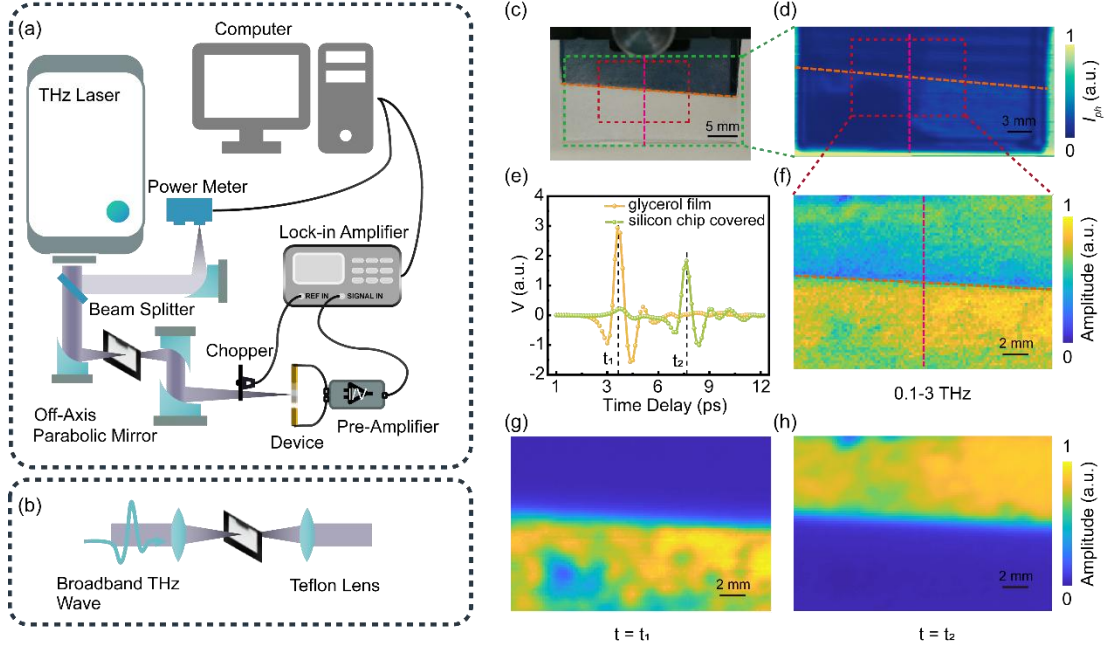 (a)
Computer
THz Laser
Power Meter
Lock-in Amplifier
REF IN
SIGNAL IN
Beam Splitter
Chopper
Off-Axis
Parabolic Mirror
Device
Pre-Amplifier
(b)
Broadband THz
Wave
Teflon Lens
(c)
5 mm
(d)
3 mm
1
I_ph (a.u.)
0
(e)
glycerol film
silicon chip covered
4
3
2
1
0
-1
-2
V (a.u.)
t₁
t₂
1
3
6
9
12
Time Delay (ps)
(f)
2 mm
1
Amplitude (a.u.)
0
0.1-3 THz
(g)
2 mm
t = t₁
(h)
2 mm
1
Amplitude (a.u.)
0
t = t₂